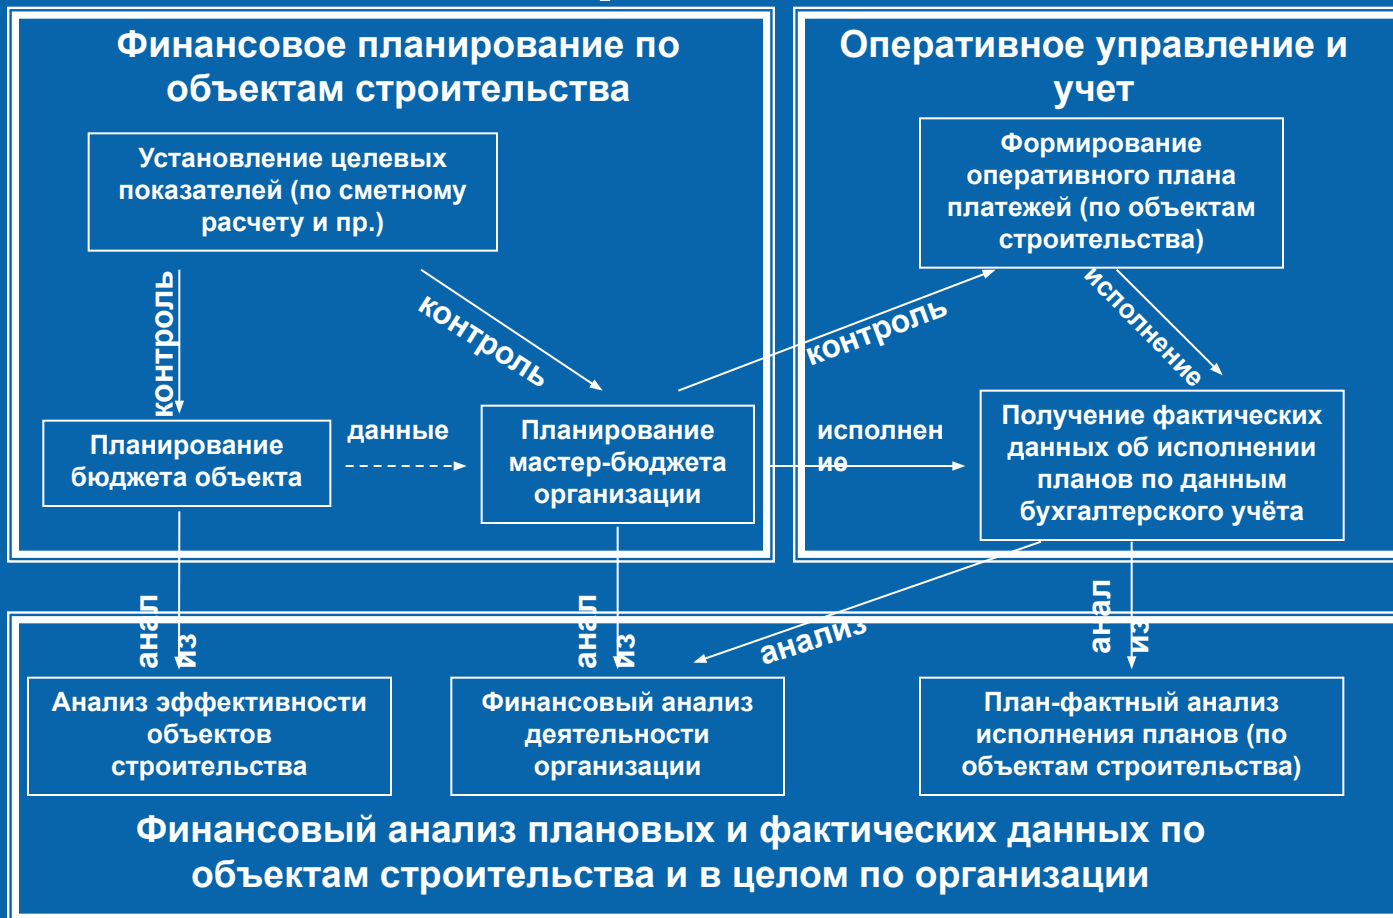 Финансовое планирование по
объектам строительства
Установление целевых
показателей (по сметному
расчету и пр.)
контроль
контроль
Планирование
бюджета объекта
данные
Планирование
мастер-бюджета
организации
Оперативное управление и
учет
Формирование
оперативного плана
платежей (по объектам
строительства)
контроль
исполнение
исполнен
ие
Получение фактических
данных об исполнении
планов по данным
бухгалтерского учёта
анал
из
анал
из
анализ
анал
из
Анализ эффективности
объектов
строительства
Финансовый анализ
деятельности
организации
План-фактный анализ
исполнения планов (по
объектам строительства)
Финансовый анализ плановых и фактических данных по
объектам строительства и в целом по организации